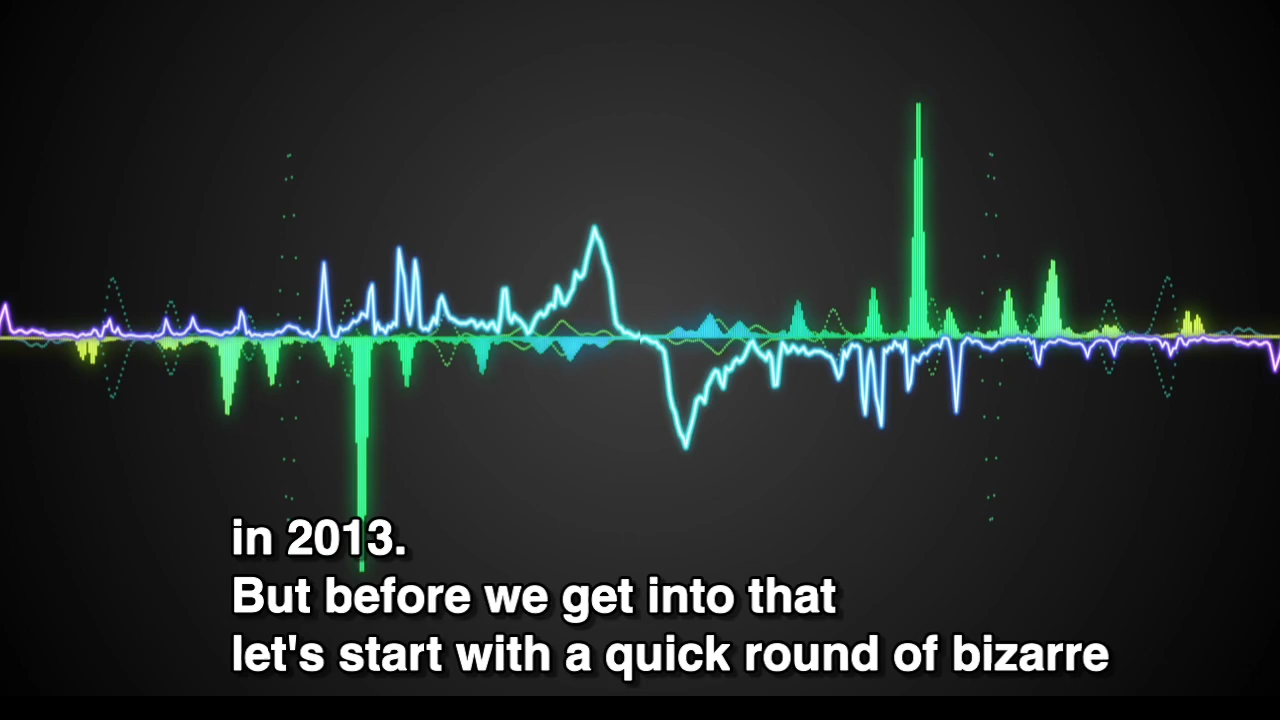 in 2013.
But before we get into that
let's start with a quick round of bizarre